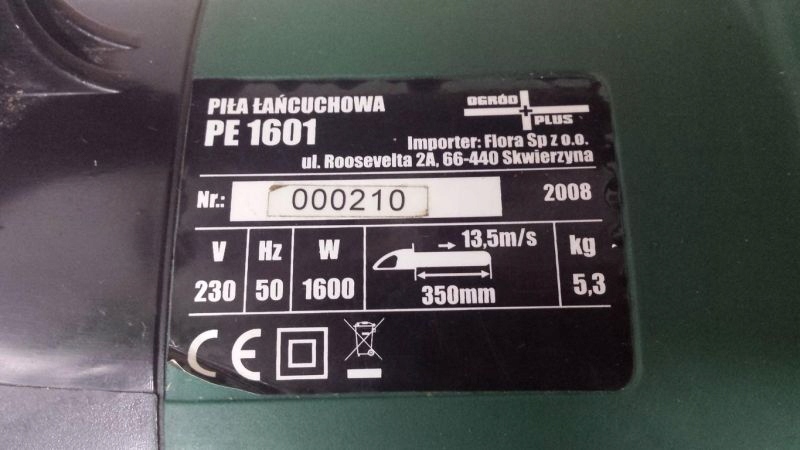 PIŁA ŁAŃCUCHOWA
PE 1601
OGRÓD PLUS
Importer: Flora Sp z o.o.
ul. Roosevelta 2A, 66-440 Skwierzyna
Nr.: 000210 2008
V Hz W 13,5m/s kg
230 50 1600 350mm 5,3
CE